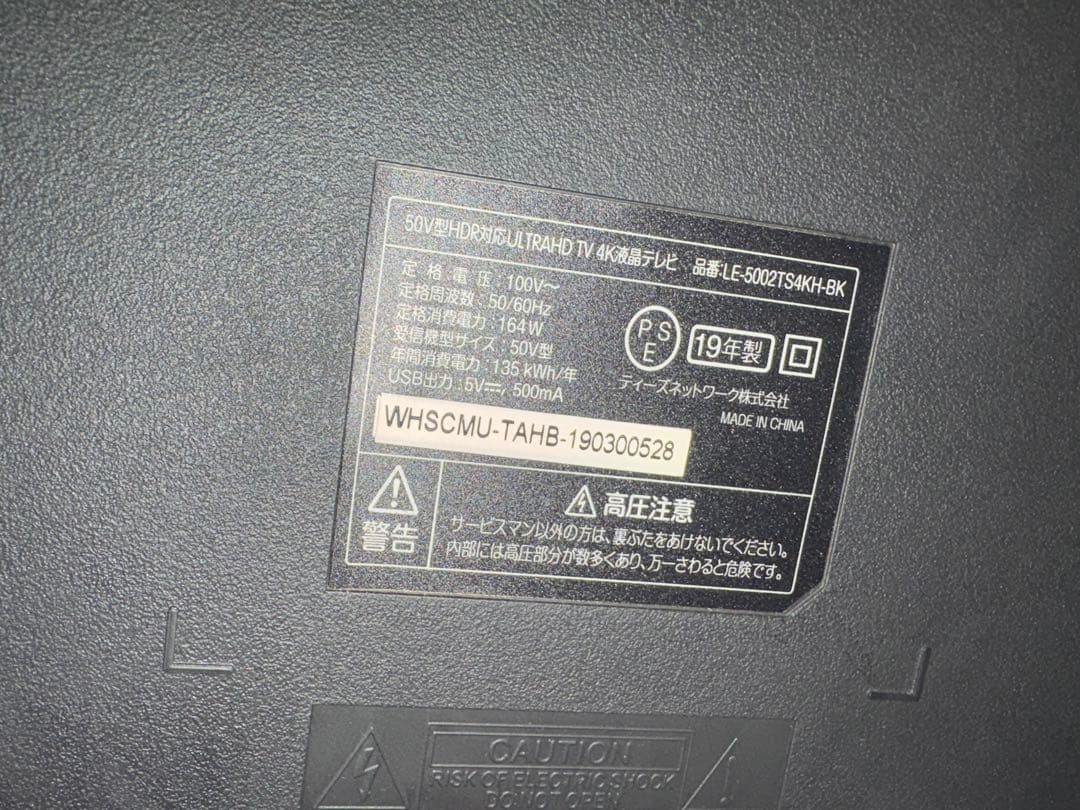 50V型HDR対応ULTRAHD TV 4K液晶テレビ 品番:LE-5002TS4KH-BK
定格電圧:100V～
定格周波数:50/60Hz
定格消費電力:164W
受信機型サイズ:50V型
年間消費電力:135 kWh/年
USB出力:5V⎓, 500mA
PSE
19年製
ティーズネットワーク株式会社
MADE IN CHINA
WHSCMU-TAHB-190300528
警告
高圧注意
サービスマン以外の方は、裏ぶたをあけないでください。
内部には高圧部分が数多くあり、万一さわると危険です。
CAUTION
RISK OF ELECTRIC SHOCK
DO NOT OPEN